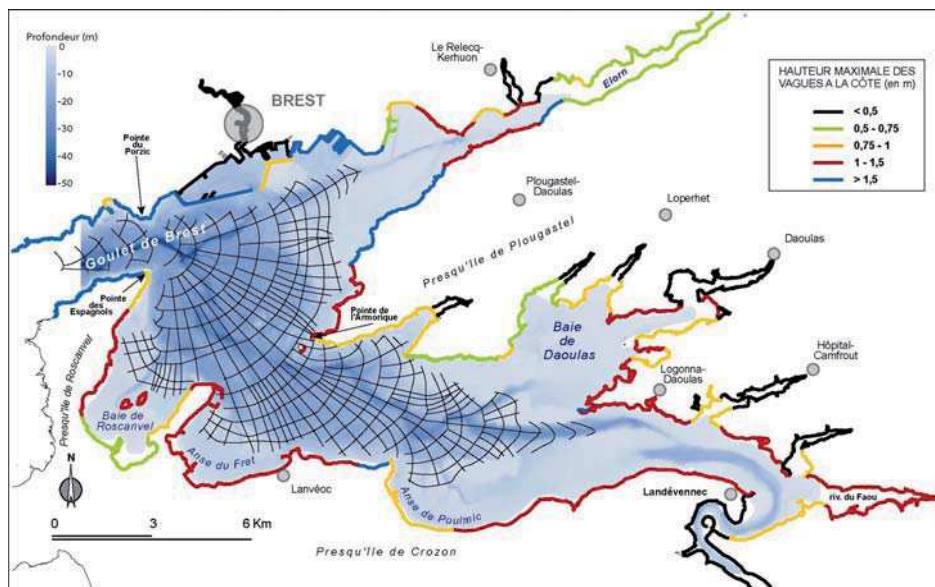 Profondeur (m)
0
-10
-20
-30
-40
-50
Le Relecq-
Kerhuon
Elorn
BREST
Pointe
du
Porzic
HAUTEUR MAXIMALE DES
VAGUES A LA CÔTE (en m)
< 0,5
0,5 - 0,75
0,75 - 1
1 - 1,5
> 1,5
Plougastel-
Daoulas
Loperhet
Daoulas
Goulet de Brest
Presqu'île de Plougastel
Pointe
des
Espagnols
Pointe de
l'Armorique
Baie
de
Daoulas
Hôpital-
Camfrout
Logonna-
Daoulas
Presqu'île de Roscanvel
Baie de
Roscanvel
Anse du Fret
Lanvéoc
Anse de Poulmic
Landévennec
riv. du Faou
N
0 3 6 Km
Presqu'île de Crozon